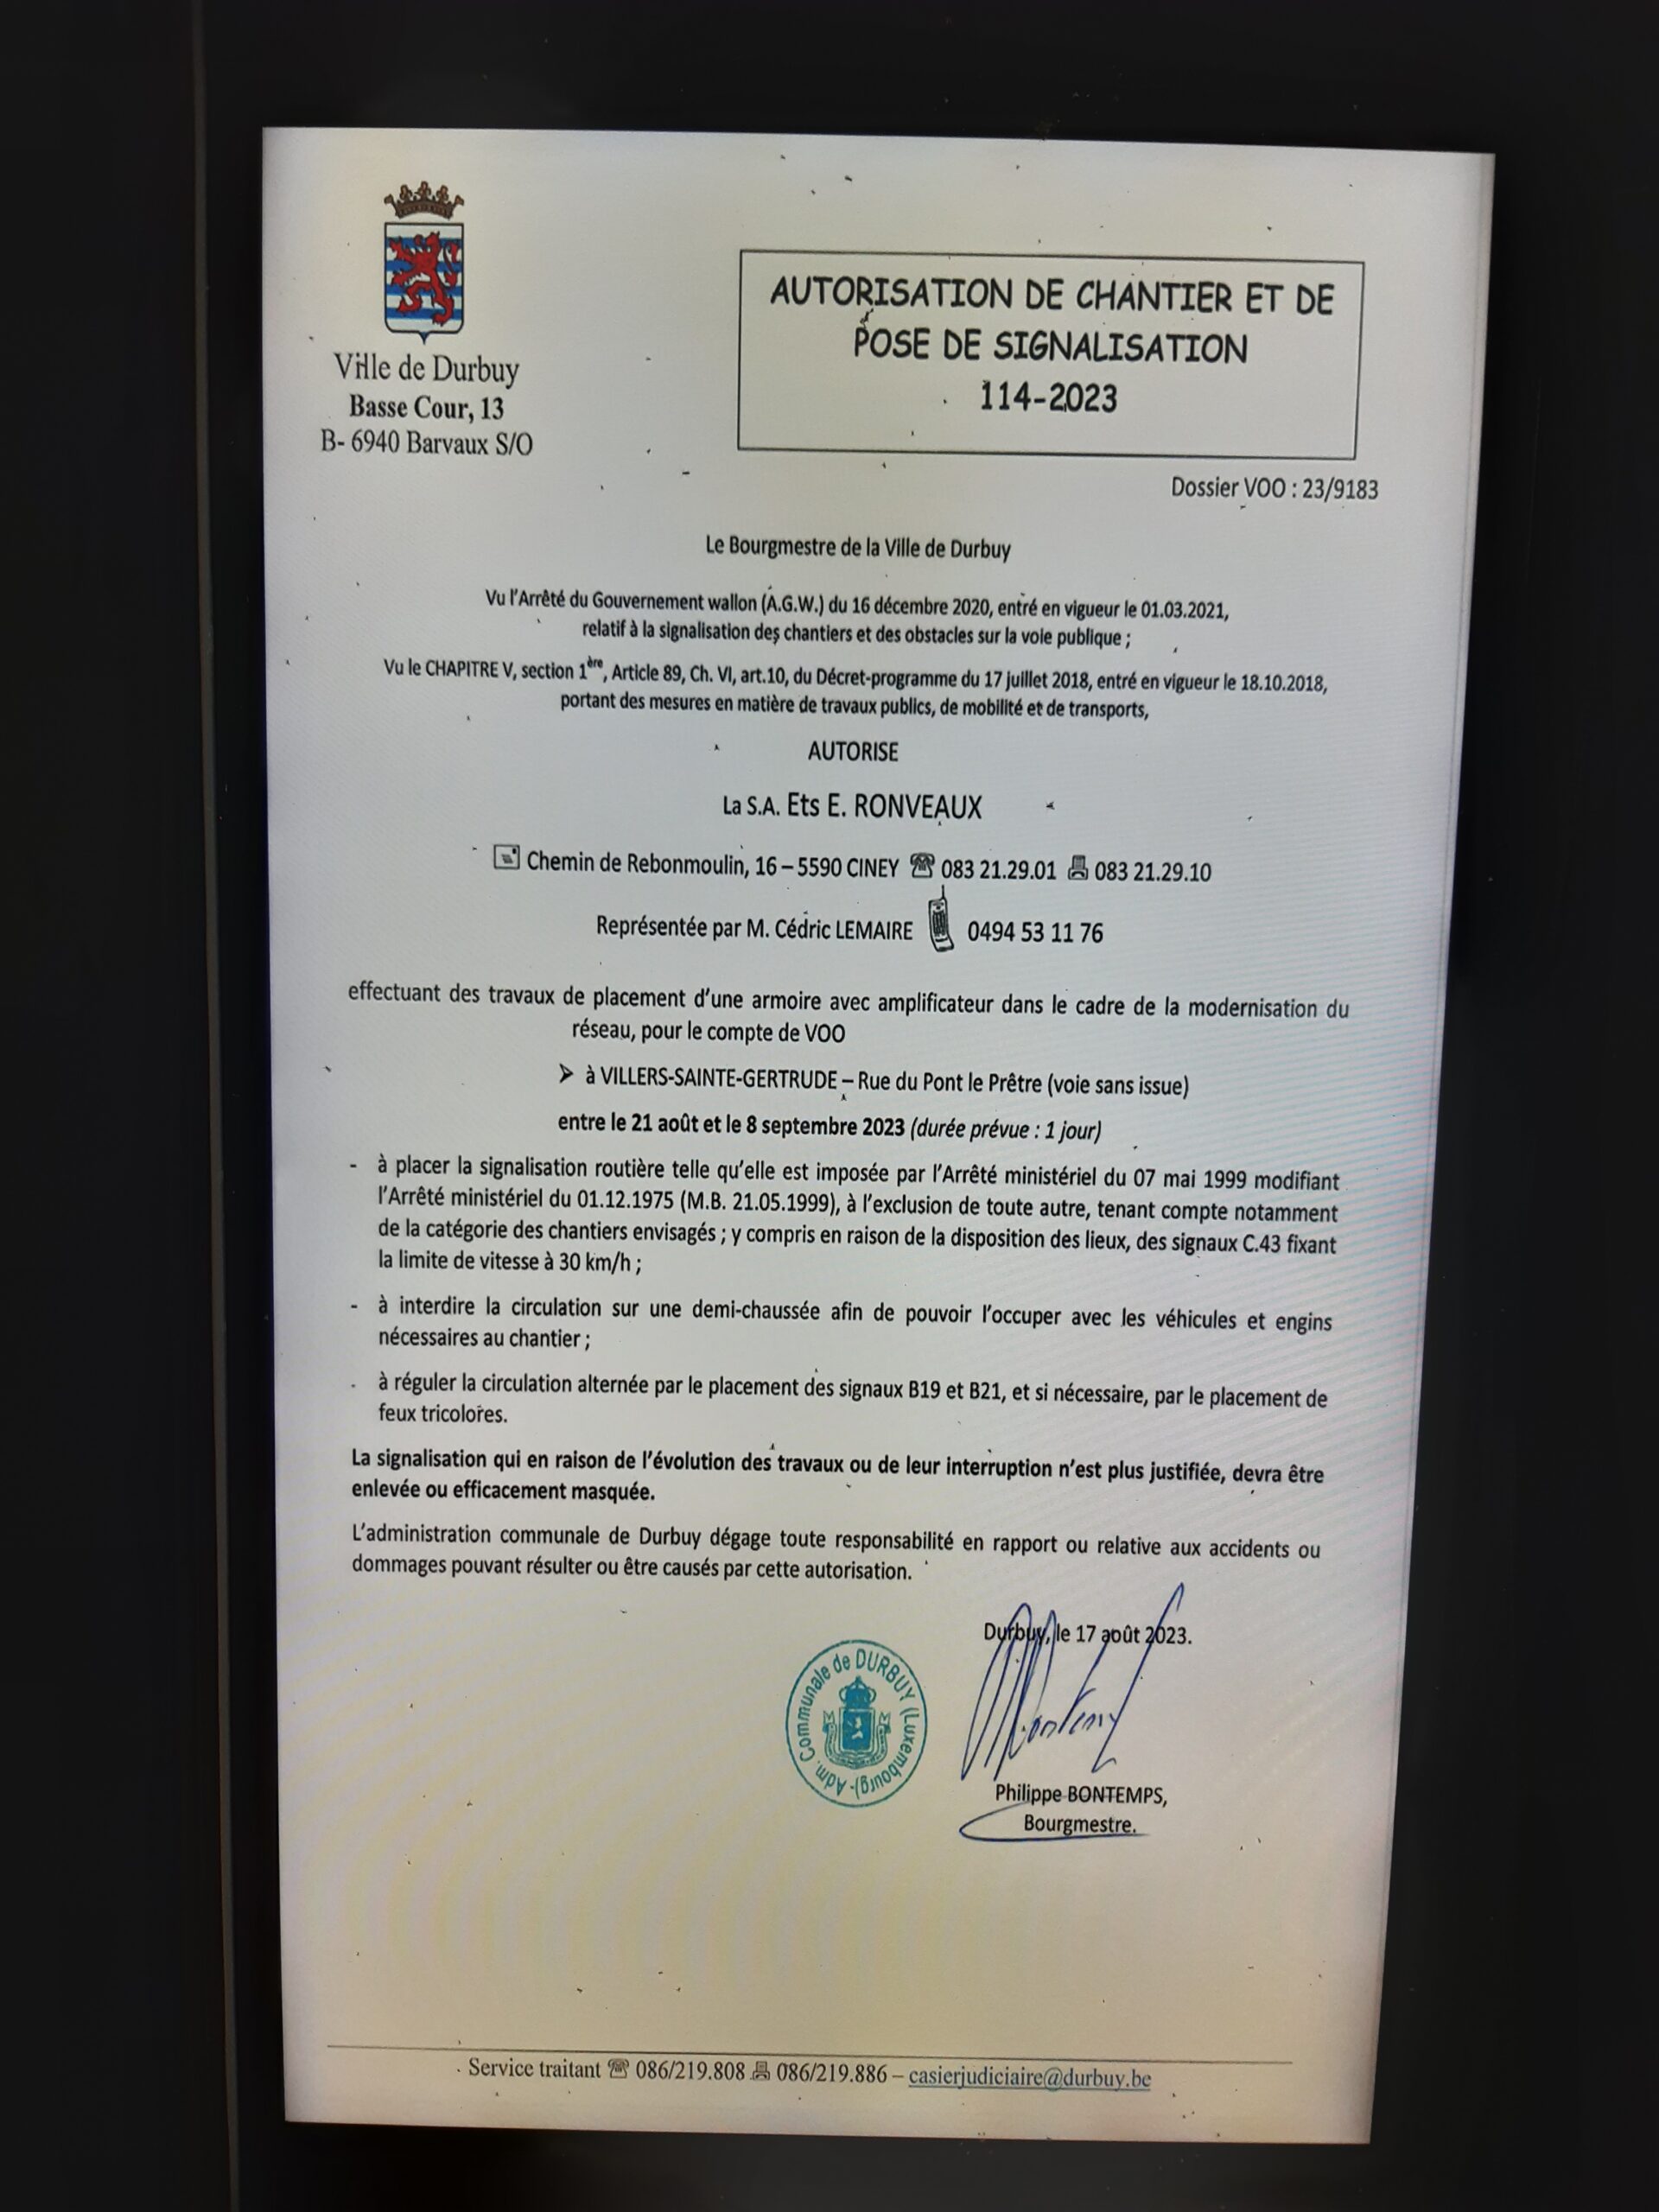 Ville de Durbuy
Basse Cour, 13
B- 6940 Barvaux S/O
AUTORISATION DE CHANTIER ET DE
POSE DE SIGNALISATION
114-2023
Dossier VOO : 23/9183
Le Bourgmestre de la Ville de Durbuy
Vu l'Arrêté du Gouvernement wallon (A.G.W.) du 16 décembre 2020, entré en vigueur le 01.03.2021,
relatif à la signalisation des chantiers et des obstacles sur la voie publique ;
Vu le CHAPITRE V, section 1ère, Article 89, Ch. VI, art.10, du Décret-programme du 17 juillet 2018, entré en vigueur le 18.10.2018,
portant des mesures en matière de travaux publics, de mobilité et de transports,
AUTORISE
La S.A. Ets E. RONVEAUX
Chemin de Rebonmoulin, 16 – 5590 CINEY 083 21.29.01 083 21.29.10
Représentée par M. Cédric LEMAIRE 0494 53 11 76
effectuant des travaux de placement d'une armoire avec amplificateur dans le cadre de la modernisation du
réseau, pour le compte de VOO
➤ à VILLERS-SAINTE-GERTRUDE – Rue du Pont le Prêtre (voie sans issue)
entre le 21 août et le 8 septembre 2023 (durée prévue : 1 jour)
- à placer la signalisation routière telle qu'elle est imposée par l'Arrêté ministériel du 07 mai 1999 modifiant
l'Arrêté ministériel du 01.12.1975 (M.B. 21.05.1999), à l'exclusion de toute autre, tenant compte notamment
de la catégorie des chantiers envisagés ; y compris en raison de la disposition des lieux, des signaux C.43 fixant
la limite de vitesse à 30 km/h ;
- à interdire la circulation sur une demi-chaussée afin de pouvoir l'occuper avec les véhicules et engins
nécessaires au chantier ;
- à réguler la circulation alternée par le placement des signaux B19 et B21, et si nécessaire, par le placement de
feux tricolores.
La signalisation qui en raison de l'évolution des travaux ou de leur interruption n'est plus justifiée, devra être
enlevée ou efficacement masquée.
L'administration communale de Durbuy dégage toute responsabilité en rapport ou relative aux accidents ou
dommages pouvant résulter ou être causés par cette autorisation.
Durbuy, le 17 août 2023.
Adm. Communale de DURBUY (Luxembourg)-
Philippe BONTEMPS,
Bourgmestre.
Service traitant 086/219.808 086/219.886 – casierjudiciaire@durbuy.be